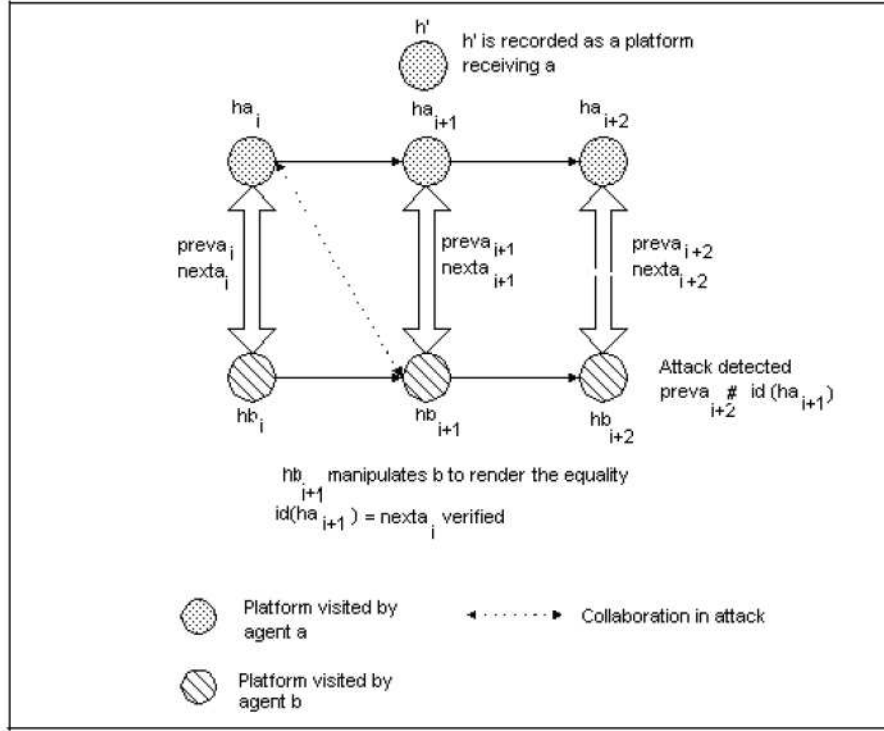 h'
h' is recorded as a platform
receiving a
ha i
ha i+1
ha i+2
preva i
nexta i
preva i+1
nexta i+1
preva i+2
nexta i+2
Attack detected
preva i+2 # id (ha i+1)
hb i
hb i+1
hb i+2
hb i+1 manipulates b to render the equality
id(ha i+1) = nexta i verified
Platform visited by
agent a
Collaboration in attack
Platform visited by
agent b